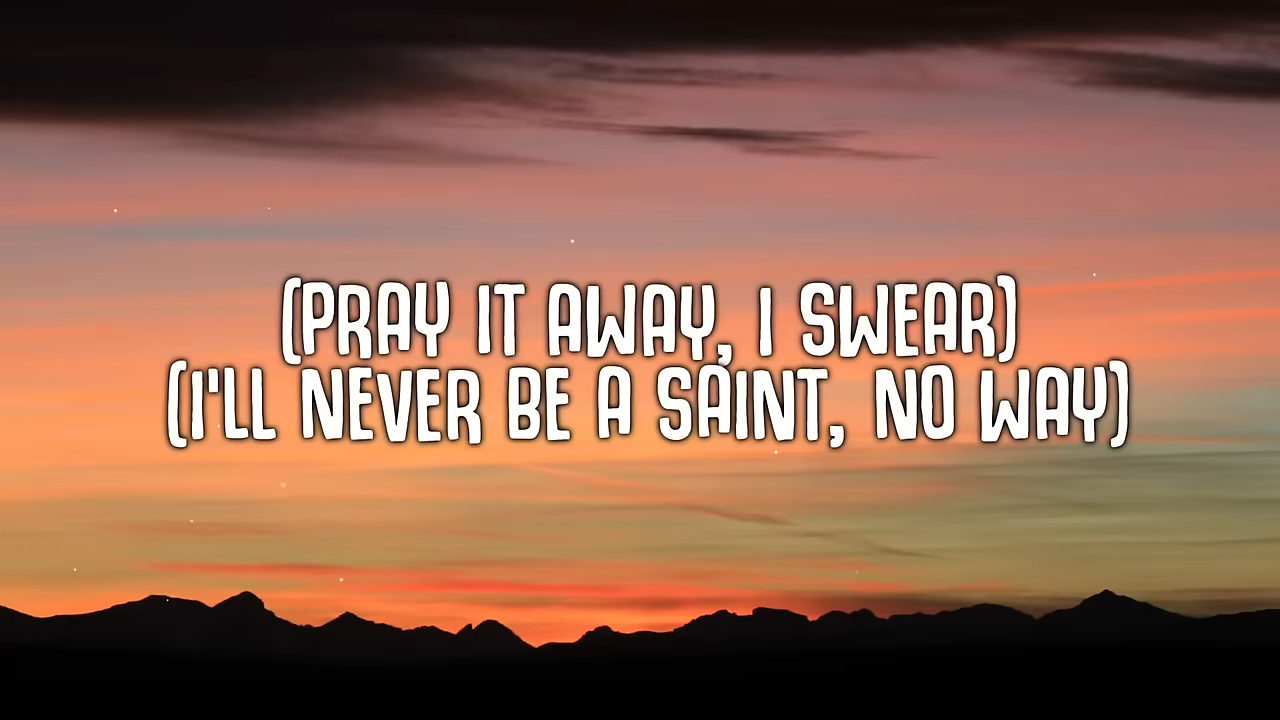 (PRAY IT AWAY, I SWEAR)
(I'LL NEVER BE A SAINT, NO WAY)